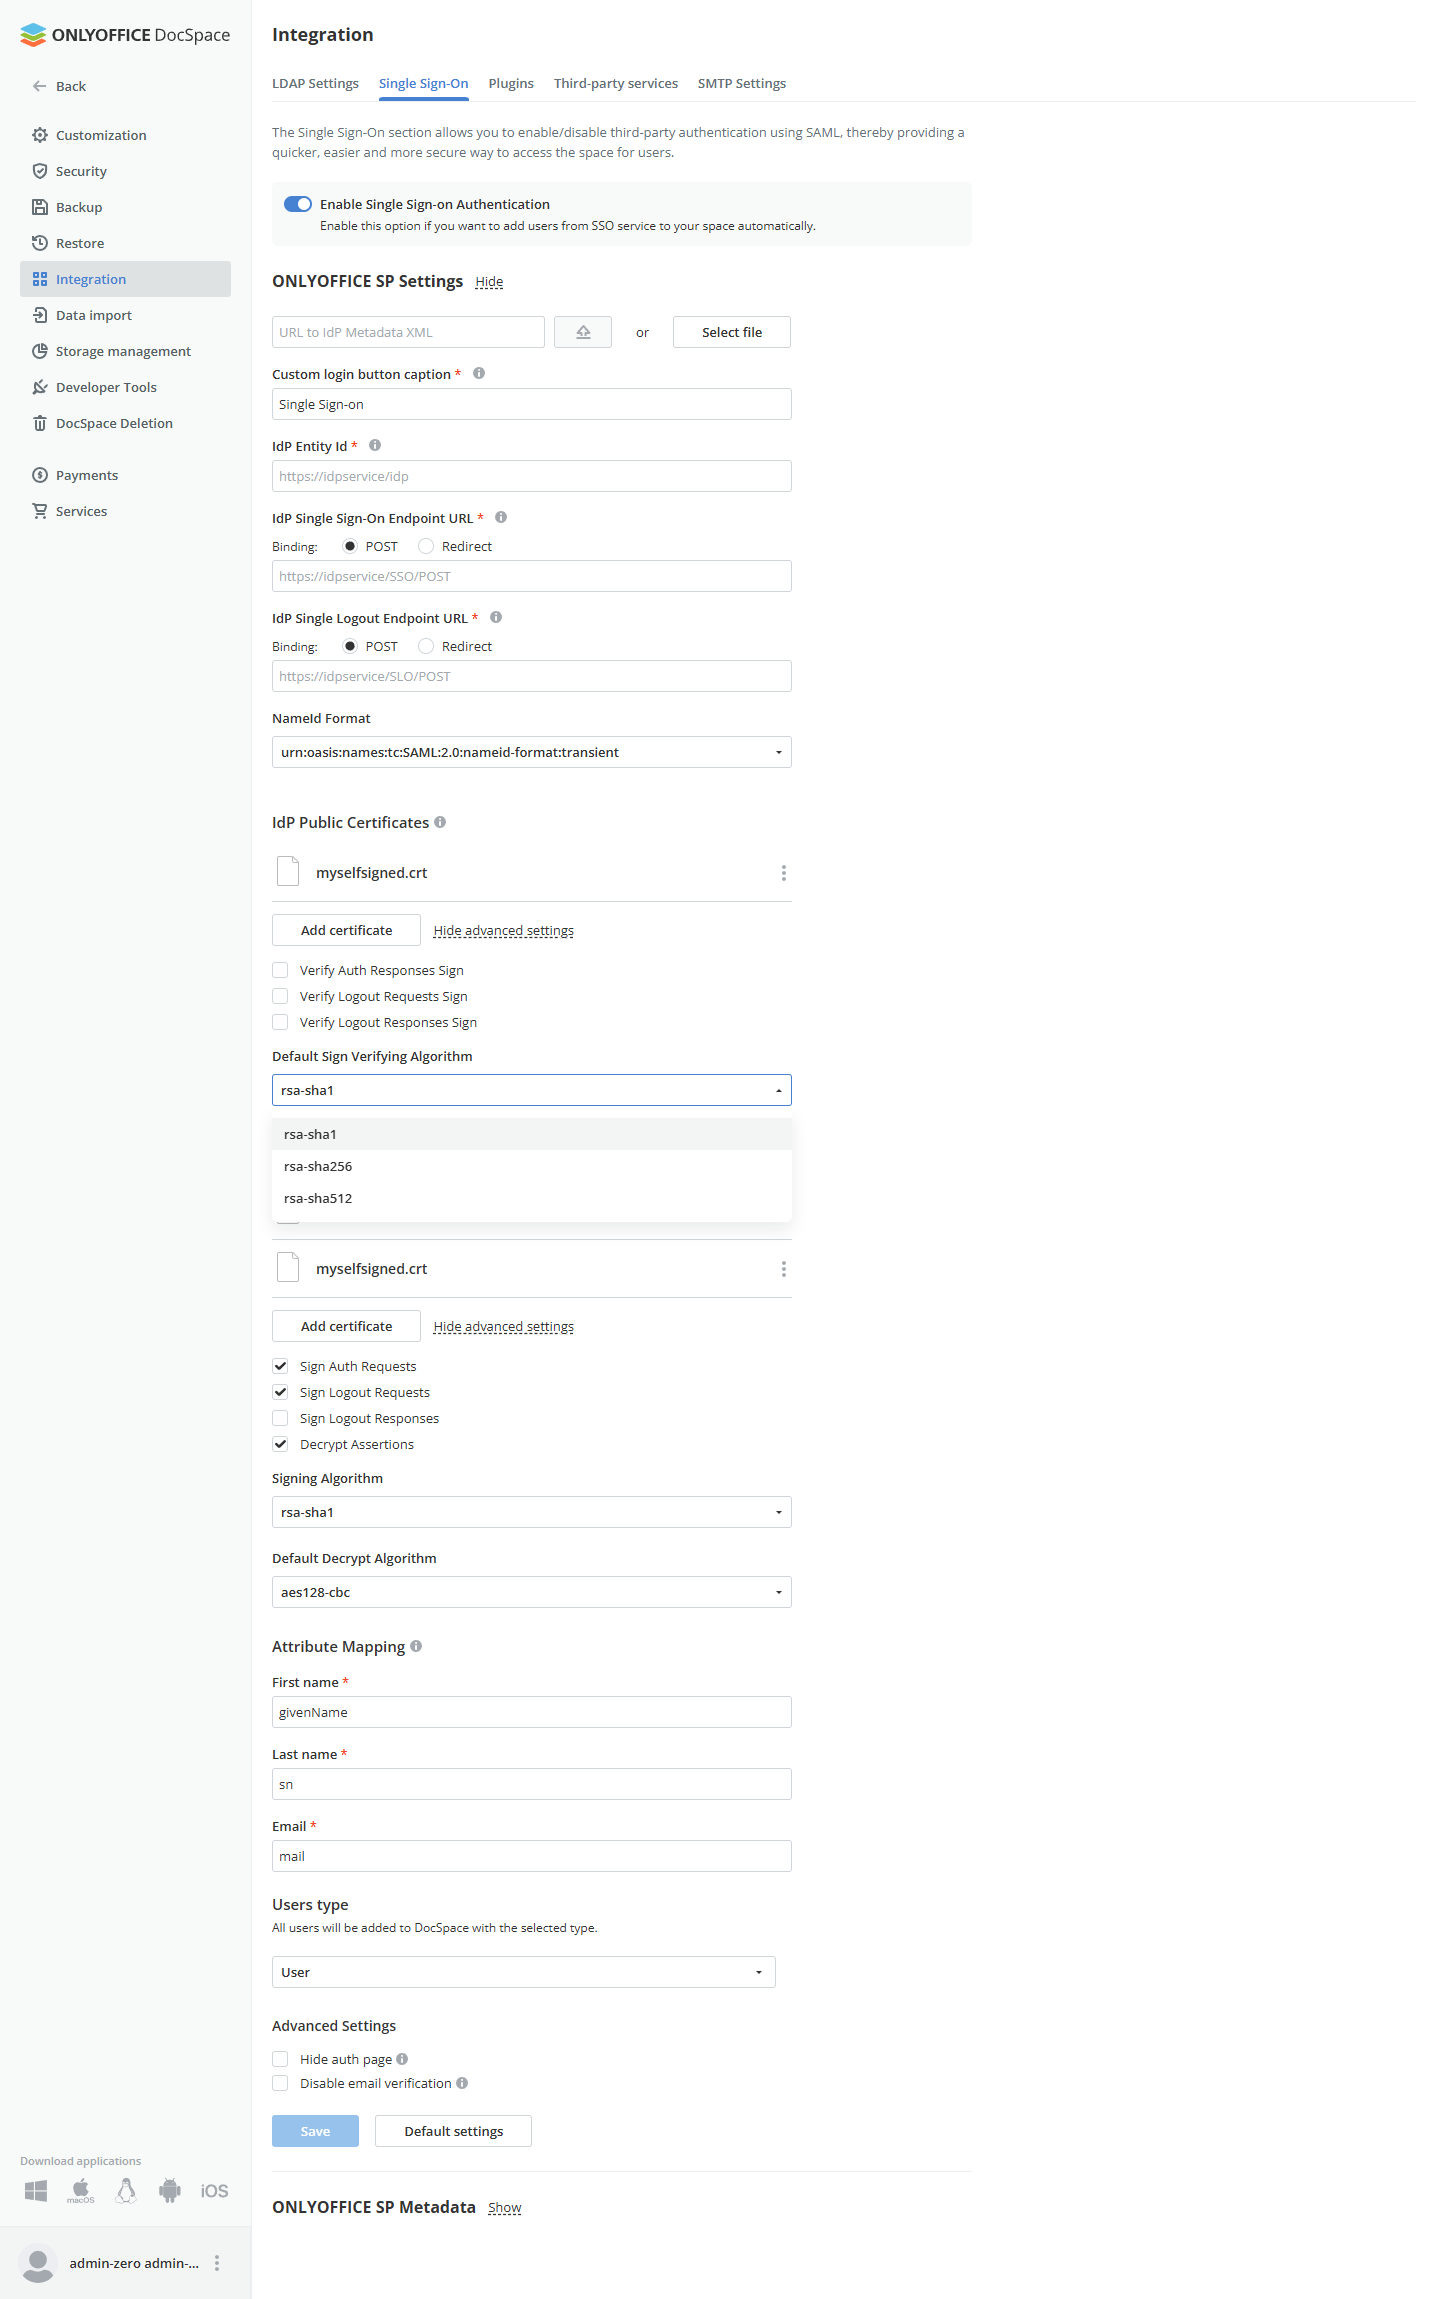 ONLYOFFICE DocSpace
Back
Customization
Security
Backup
Restore
Integration
Data import
Storage management
Developer Tools
DocSpace Deletion
Payments
Services
Download applications
macOS
iOS
admin-zero admin-...
Integration
LDAP Settings Single Sign-On Plugins Third-party services SMTP Settings
The Single Sign-On section allows you to enable/disable third-party authentication using SAML, thereby providing a
quicker, easier and more secure way to access the space for users.
Enable Single Sign-on Authentication
Enable this option if you want to add users from SSO service to your space automatically.
ONLYOFFICE SP Settings Hide
URL to IdP Metadata XML or Select file
Custom login button caption *
Single Sign-on
IdP Entity Id *
https://idpservice/idp
IdP Single Sign-On Endpoint URL *
Binding: POST Redirect
https://idpservice/SSO/POST
IdP Single Logout Endpoint URL *
Binding: POST Redirect
https://idpservice/SLO/POST
NameId Format
urn:oasis:names:tc:SAML:2.0:nameid-format:transient
IdP Public Certificates
myselfsigned.crt
Add certificate Hide advanced settings
Verify Auth Responses Sign
Verify Logout Requests Sign
Verify Logout Responses Sign
Default Sign Verifying Algorithm
rsa-sha1
rsa-sha1
rsa-sha256
rsa-sha512
myselfsigned.crt
Add certificate Hide advanced settings
Sign Auth Requests
Sign Logout Requests
Sign Logout Responses
Decrypt Assertions
Signing Algorithm
rsa-sha1
Default Decrypt Algorithm
aes128-cbc
Attribute Mapping
First name *
givenName
Last name *
sn
Email *
mail
Users type
All users will be added to DocSpace with the selected type.
User
Advanced Settings
Hide auth page
Disable email verification
Save Default settings
ONLYOFFICE SP Metadata Show